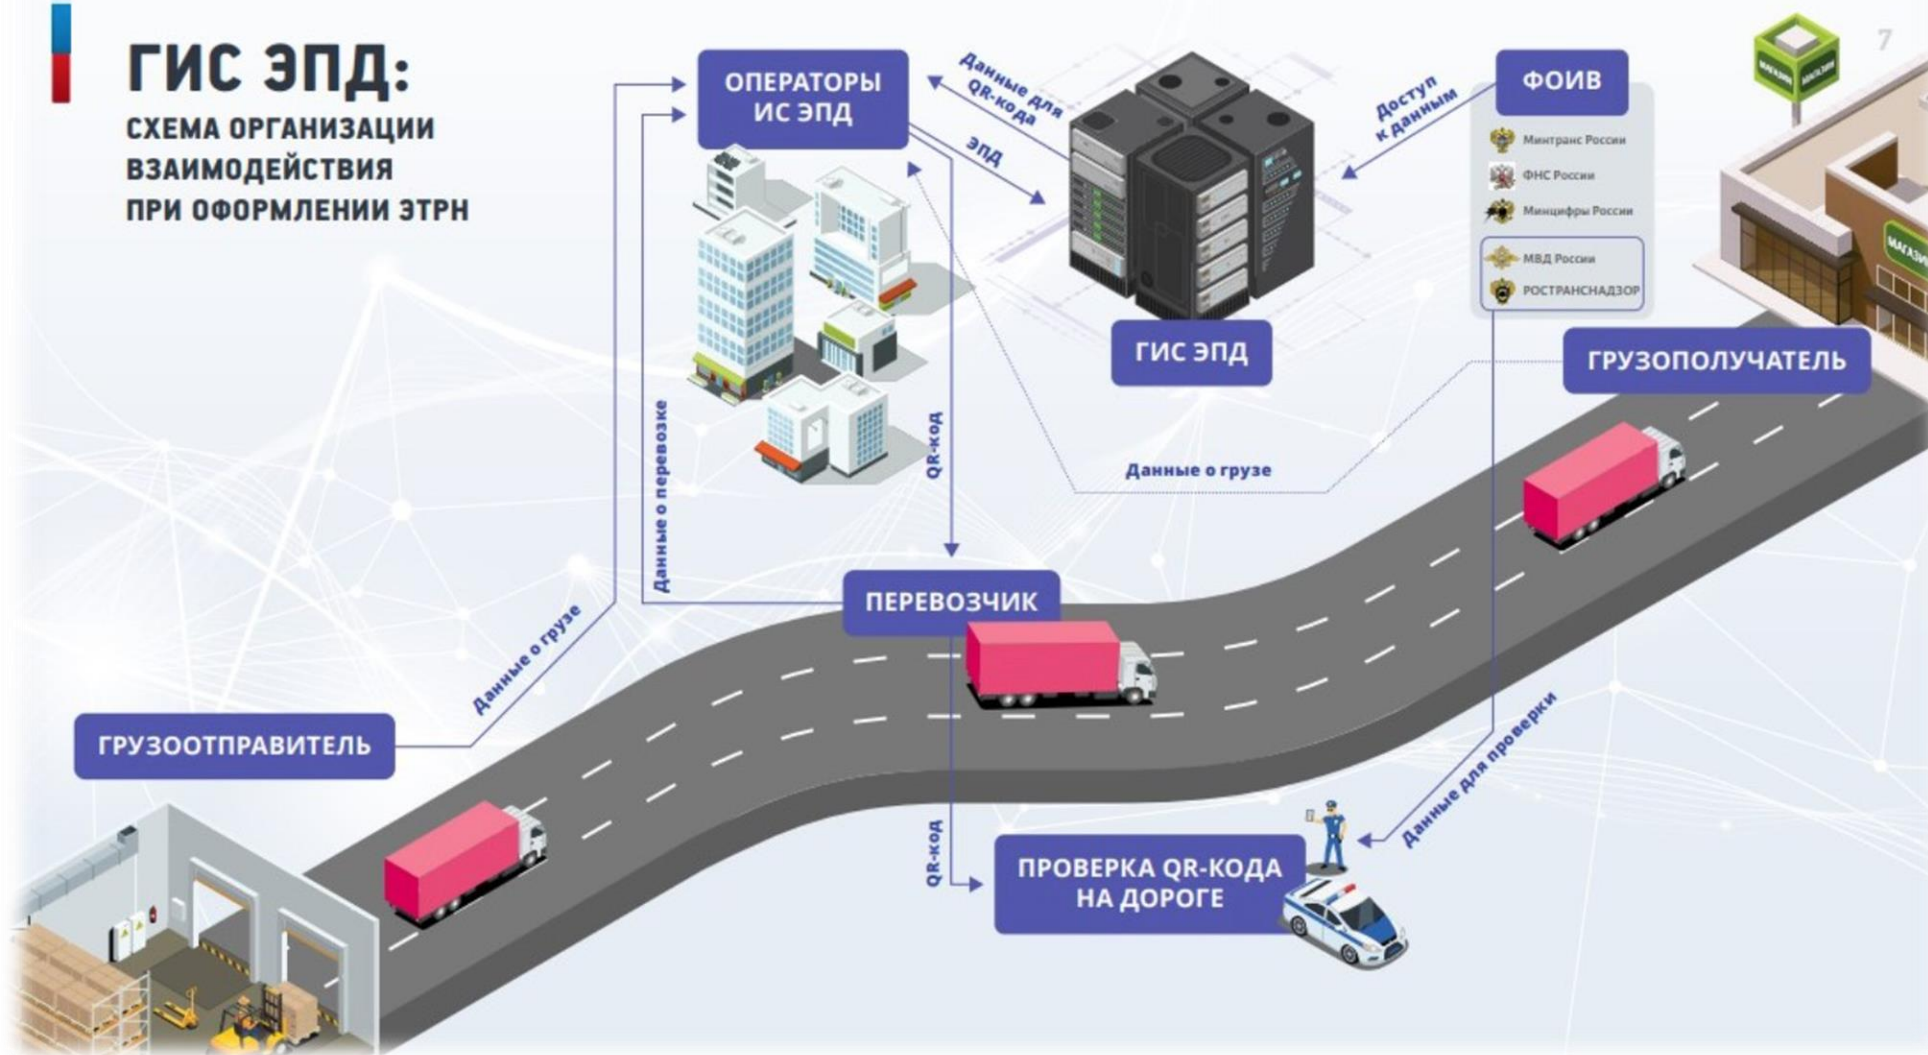 7
ГИС ЭПД:
СХЕМА ОРГАНИЗАЦИИ
ВЗАИМОДЕЙСТВИЯ
ПРИ ОФОРМЛЕНИИ ЭТРН
ОПЕРАТОРЫ
ИС ЭПД
Данные для
QR-кода
ЭПД
Доступ
к данным
ФОИВ
Минтранс России
ФНС России
Минцифры России
МВД России
РОСТРАНСНАДЗОР
МАГАЗИН
МАГАЗИН
МАГАЗИ
ГИС ЭПД
ГРУЗОПОЛУЧАТЕЛЬ
Данные о перевозке
QR-код
Данные о грузе
ПЕРЕВОЗЧИК
Данные о грузе
ГРУЗООТПРАВИТЕЛЬ
Данные для проверки
QR-код
ПРОВЕРКА QR-КОДА
НА ДОРОГЕ